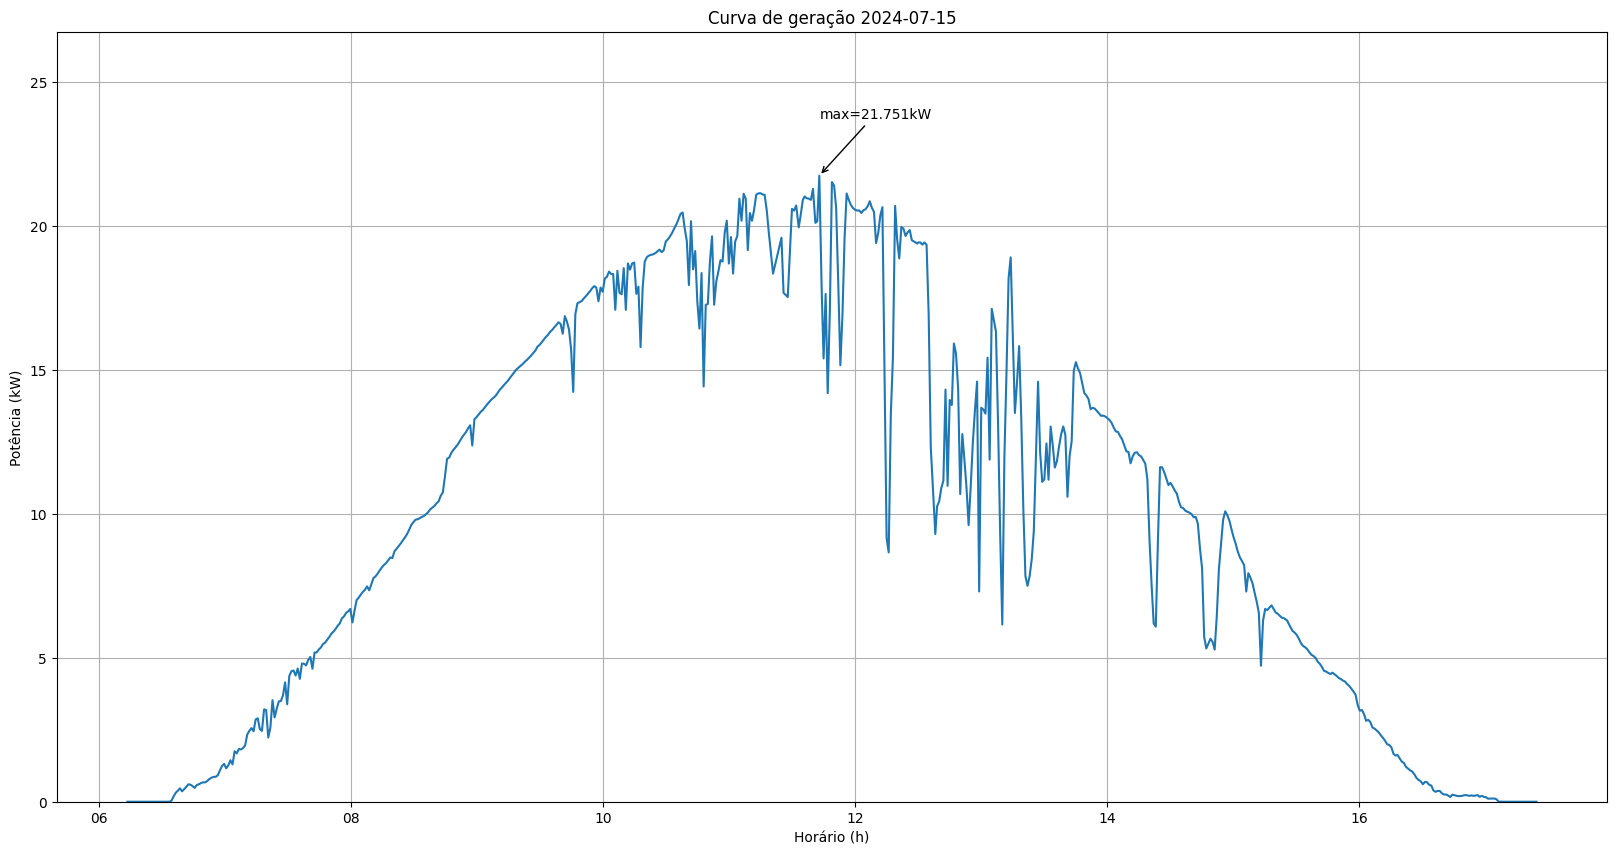 Curva de geração 2024-07-15
25
max=21.751kW
20
15
Potência (kW)
10
5
0
06 08 10 12 14 16
Horário (h)